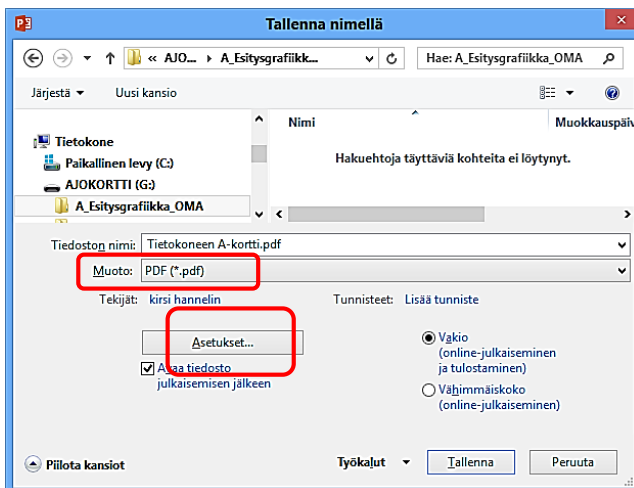 Tallenna nimellä
« AJO... ▸ A_Esitysgrafiikk...
Hae: A_Esitysgrafiikka_OMA
Järjestä
Uusi kansio
Nimi
Muokkauspäiv
Tietokone
Paikallinen levy (C:)
AJOKORTTI (G:)
A_Esitysgrafiikka_OMA
Hakuehtoja täyttäviä kohteita ei löytynyt.
Tiedoston nimi: Tietokoneen A-kortti.pdf
Muoto: PDF (*.pdf)
Tekijät: kirsi hannelin
Tunnisteet: Lisää tunniste
Asetukset...
Avaa tiedosto
julkaisemisen jälkeen
Vakio
(online-julkaiseminen
ja tulostaminen)
Vähimmäiskoko
(online-julkaiseminen)
Piilota kansiot
Työkalut
Tallenna
Peruuta